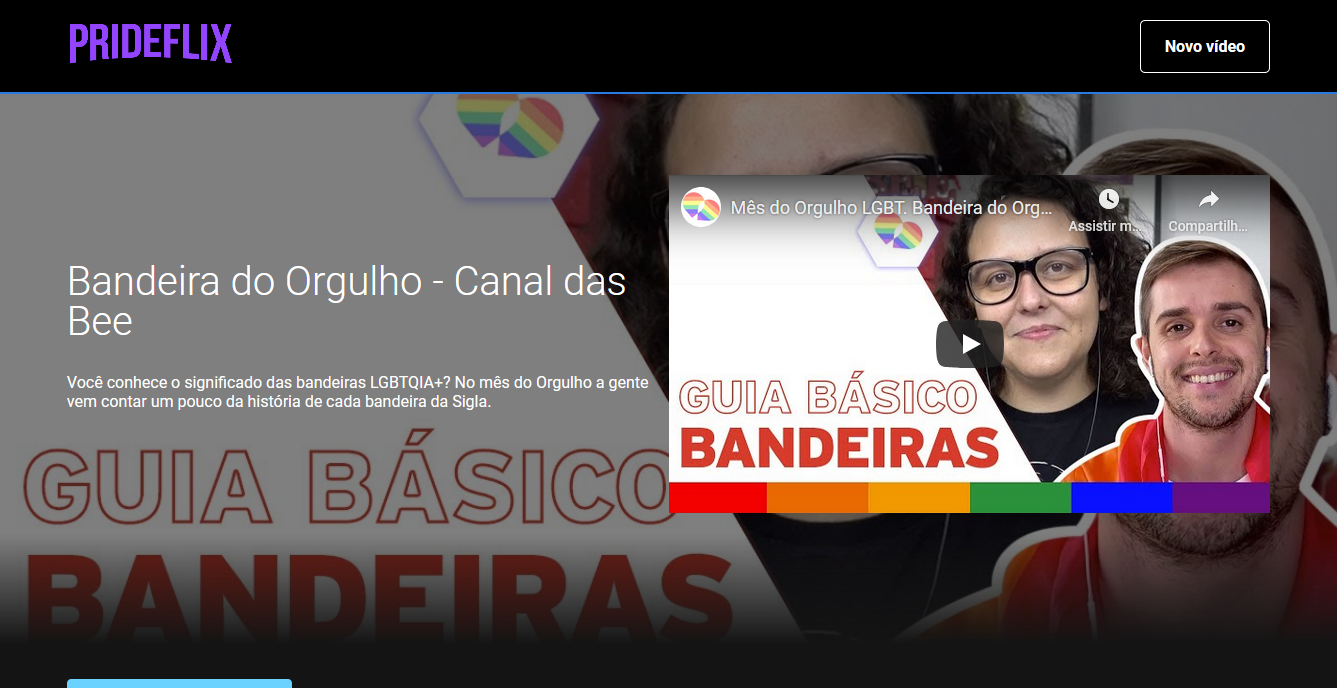 PRIDEFLIX
Novo vídeo
Mês do Orgulho LGBT. Bandeira do Org...
Assistir m...
Compartilh...
Bandeira do Orgulho - Canal das
Bee
Você conhece o significado das bandeiras LGBTQIA+? No mês do Orgulho a gente
vem contar um pouco da história de cada bandeira da Sigla.
GUIA BÁSICO
BANDEIRAS
GUIA BÁSICO
BANDEIRAS